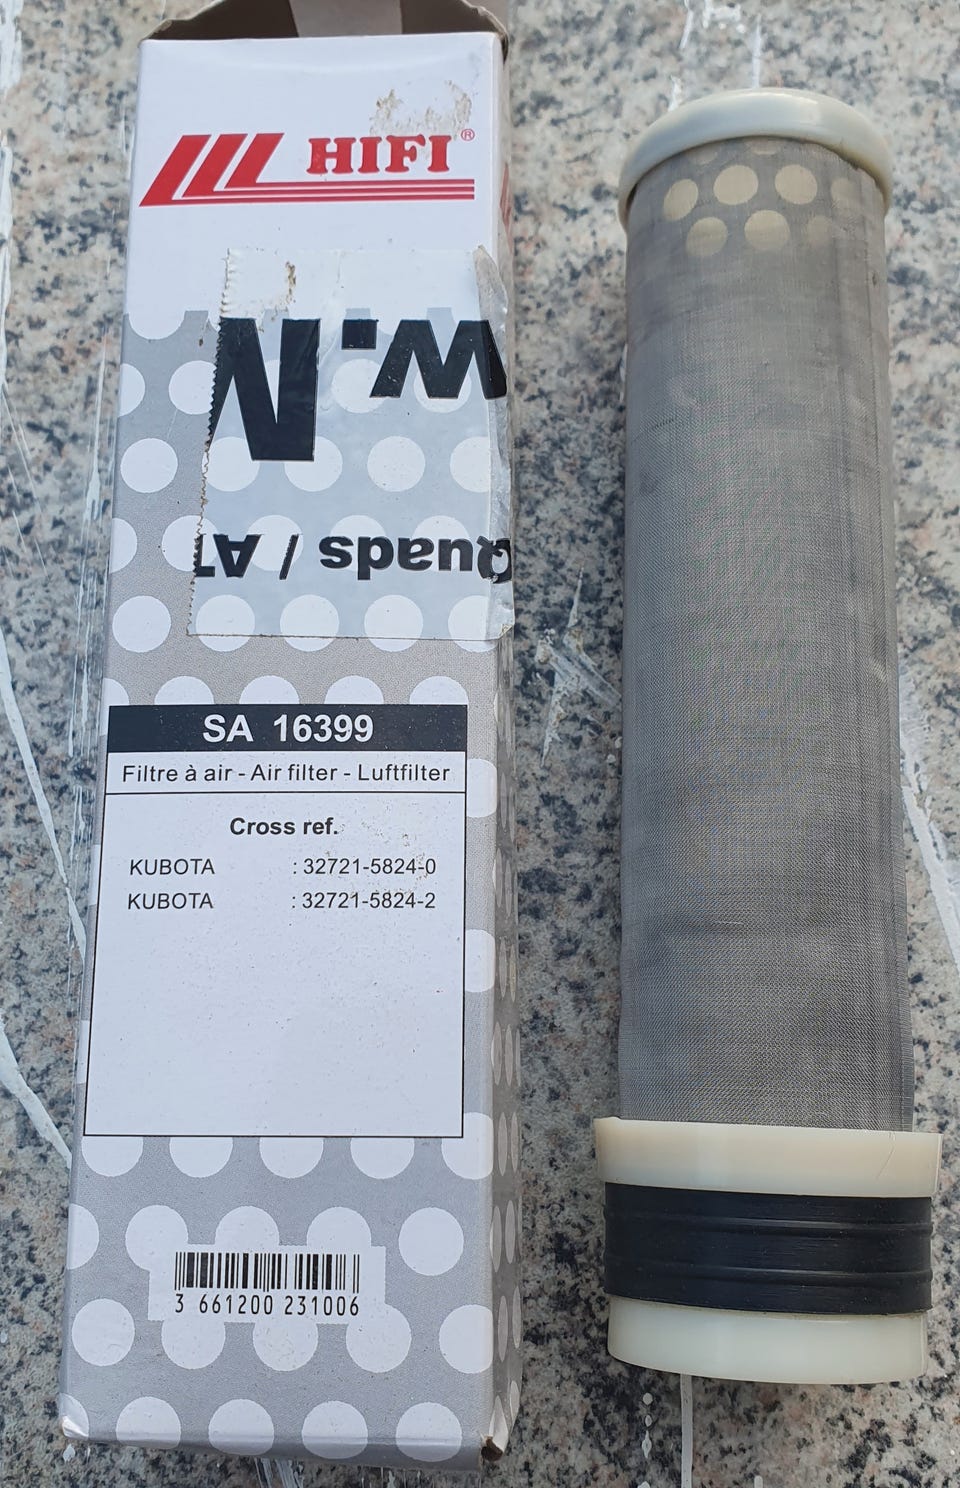 HIFI®
w.M
Quads / AT
SA 16399
Filtre à air - Air filter - Luftfilter
Cross ref.
KUBOTA : 32721-5824-0
KUBOTA : 32721-5824-2
3 661200 231006